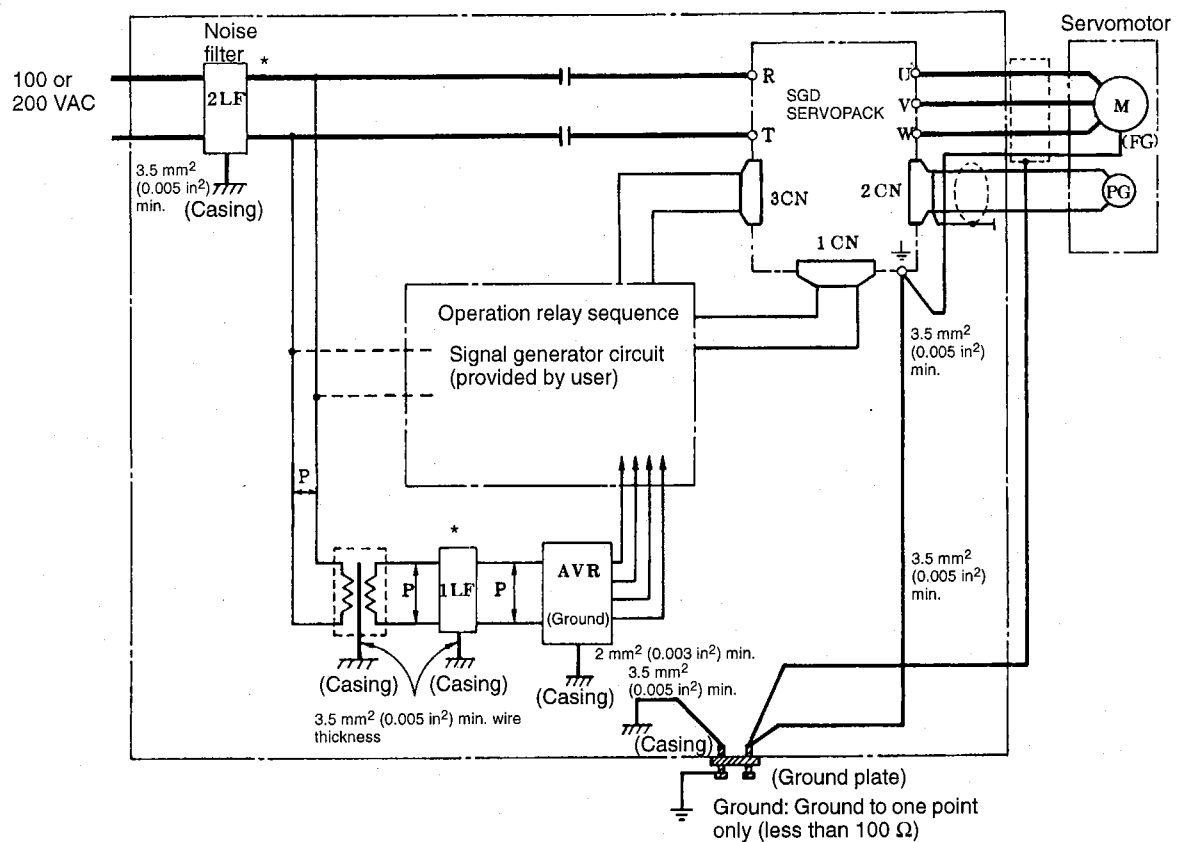 Noise
filter
*
Servomotor
100 or
200 VAC
2LF
R
U
SGD
SERVOPACK
V
M
T
W
(FG)
3.5 mm²
(0.005 in²)
min.
(Casing)
3CN
2CN
PG
1CN
Operation relay sequence
Signal generator circuit
(provided by user)
3.5 mm²
(0.005 in²)
min.
P
*
3.5 mm²
(0.005 in²)
min.
P
1LF
P
AVR
(Ground)
(Casing)
(Casing)
(Casing)
2 mm² (0.003 in²) min.
3.5 mm²
(0.005 in²) min.
3.5 mm² (0.005 in²) min. wire
thickness
(Casing)
(Ground plate)
Ground: Ground to one point
only (less than 100 Ω)